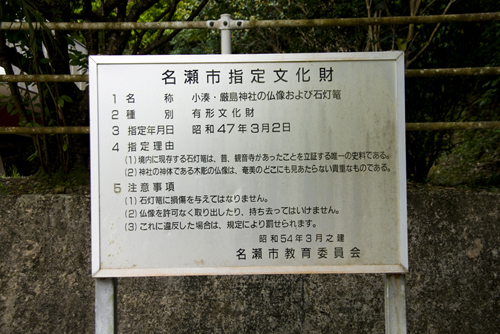 名瀬市指定文化財
1 名 称 小湊・厳島神社の仏像および石灯篭
2 種 別 有形文化財
3 指定年月日 昭和47年3月2日
4 指定理由
(1) 境内に現存する石灯篭は、昔、観音寺があったことを立証する唯一の史料である。
(2) 神社の神体である木彫の仏像は、奄美のどこにも見あたらない貴重なものである。
5 注意事項
(1) 石灯篭に損傷を与えてはなりません。
(2) 仏像を許可なく取り出したり、持ち去ってはいけません。
(3) これに違反した場合は、規定により罰せられます。
昭和54年3月之建
名瀬市教育委員会